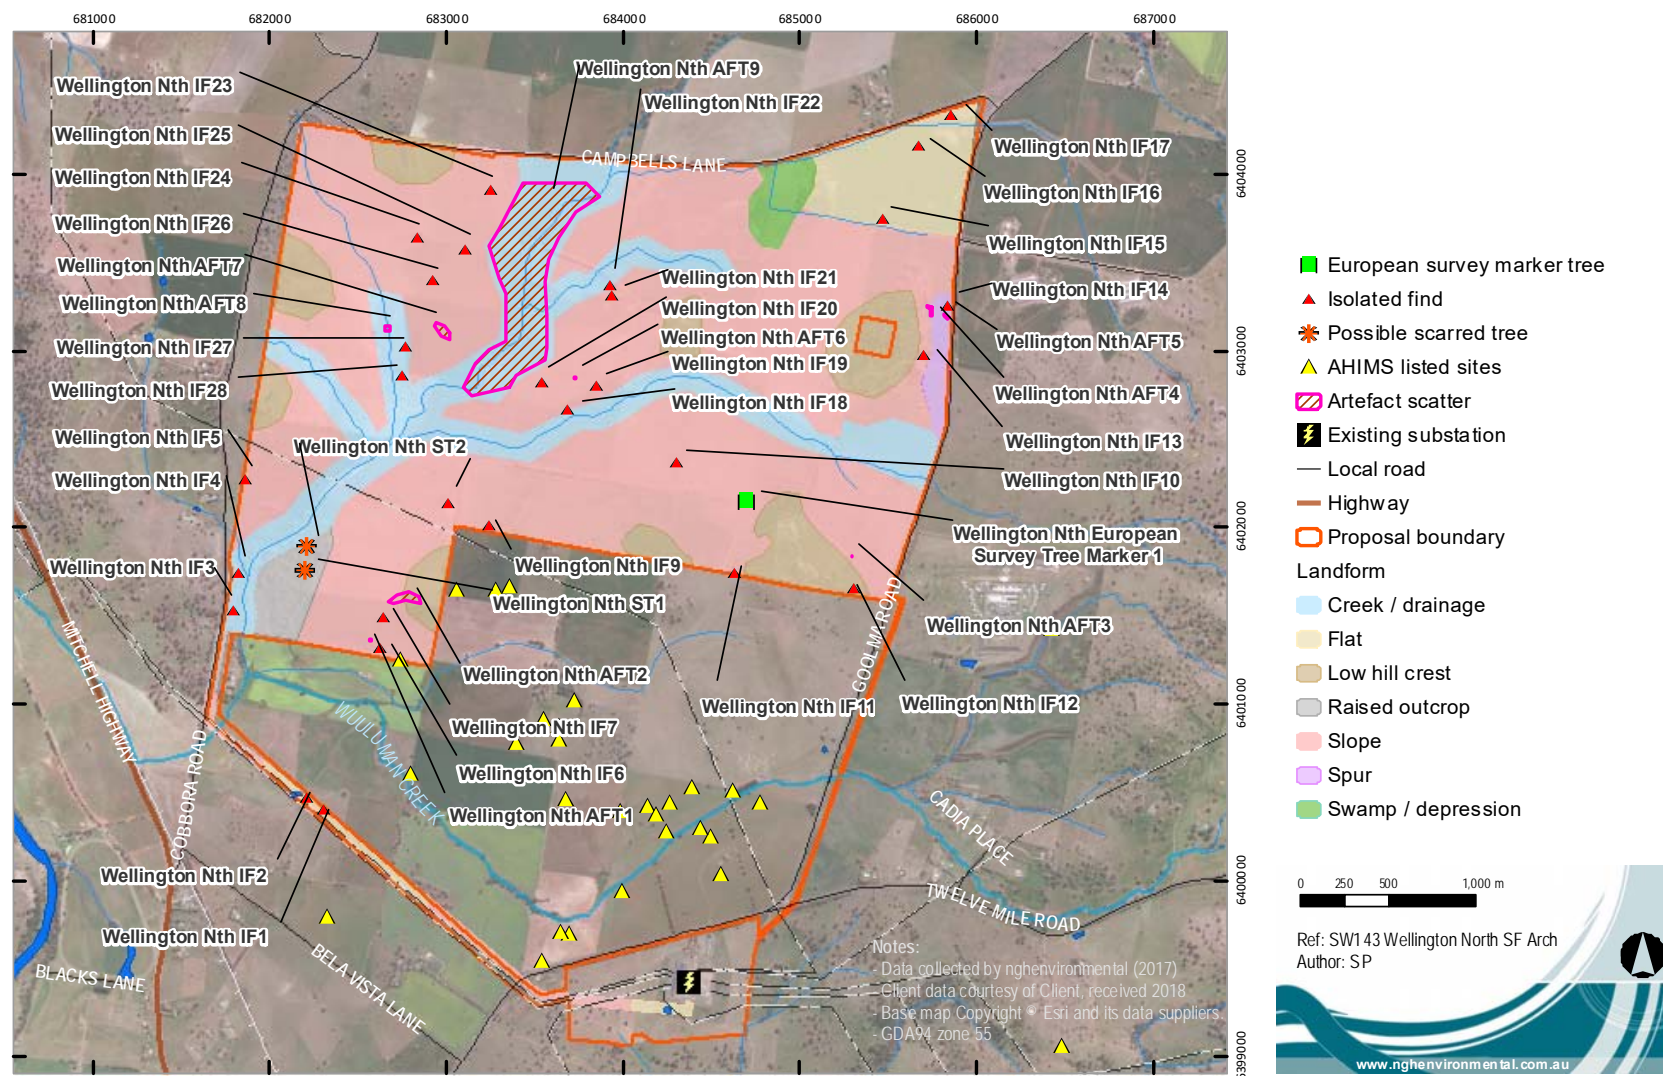 681000
682000
683000
684000
685000
686000
687000
Wellington Nth IF23
Wellington Nth IF25
Wellington Nth IF24
Wellington Nth IF26
Wellington Nth AFT7
Wellington Nth AFT8
Wellington Nth IF27
Wellington Nth IF28
Wellington Nth IF5
Wellington Nth IF4
Wellington Nth IF3
Wellington Nth ST2
Wellington Nth AFT9
Wellington Nth IF22
CAMPBELLS LANE
Wellington Nth IF21
Wellington Nth IF20
Wellington Nth AFT6
Wellington Nth IF19
Wellington Nth IF18
Wellington Nth IF17
Wellington Nth IF16
Wellington Nth IF15
Wellington Nth IF14
Wellington Nth AFT5
Wellington Nth AFT4
Wellington Nth IF13
Wellington Nth IF10
Wellington Nth European
Survey Tree Marker 1
Wellington Nth IF9
Wellington Nth ST1
Wellington Nth AFT3
Wellington Nth AFT2
Wellington Nth IF11
Wellington Nth IF12
Wellington Nth IF7
Wellington Nth IF6
Wellington Nth AFT1
Wellington Nth IF2
Wellington Nth IF1
MITCHELL HIGHWAY
COBBORA ROAD
WUULUMAN CREEK
GOOLMA ROAD
CADIA PLACE
TWELVE MILE ROAD
BELA VISTA LANE
BLACKS LANE
6404000
6403000
6402000
6401000
6400000
6399000
Notes:
- Data collected by nghenvironmental (2017)
- Client data courtesy of Client, received 2018
- Base map Copyright © Esri and its data suppliers.
- GDA94 zone 55
European survey marker tree
Isolated find
Possible scarred tree
AHIMS listed sites
Artefact scatter
Existing substation
Local road
Highway
Proposal boundary
Landform
Creek / drainage
Flat
Low hill crest
Raised outcrop
Slope
Spur
Swamp / depression
0 250 500 1,000 m
Ref: SW143 Wellington North SF Arch
Author: SP
www.nghenvironmental.com.au